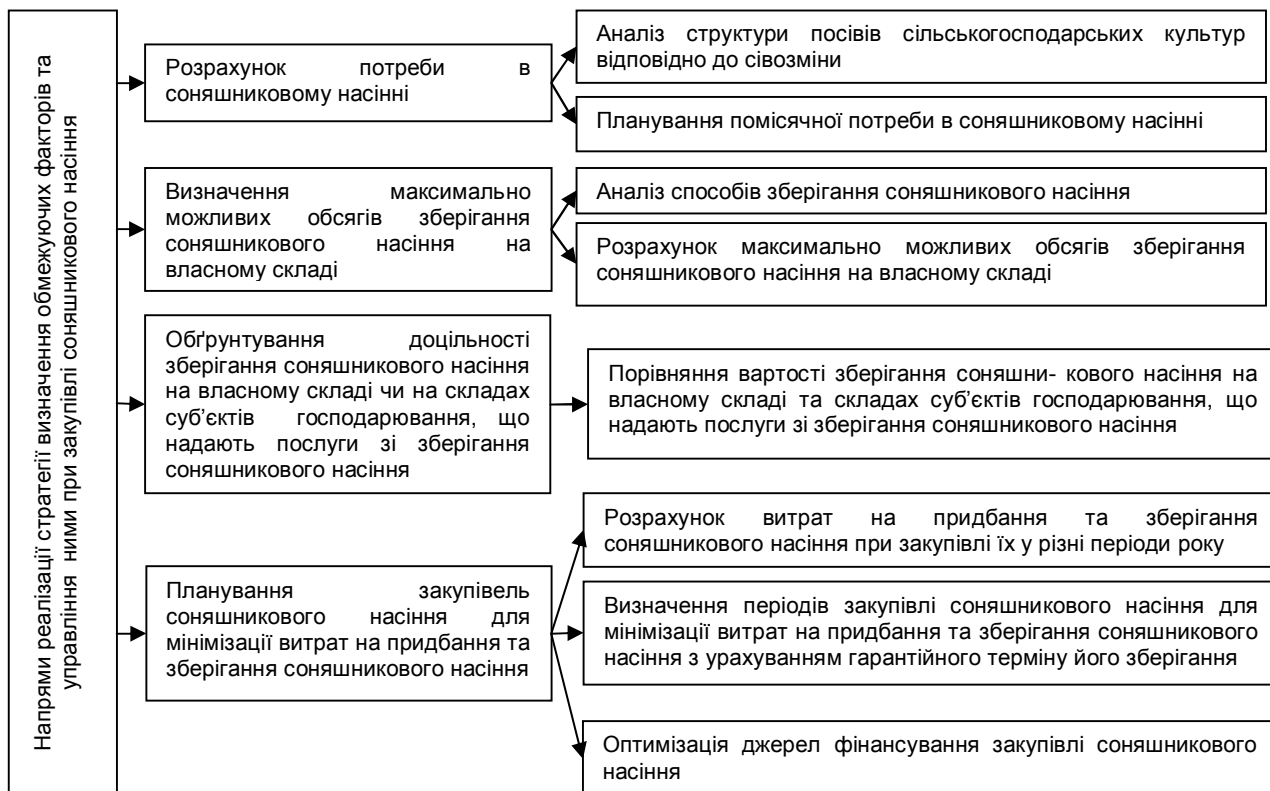 Напрями реалізації стратегії визначення обмежуючих факторів та
управління ними при закупівлі соняшникового насіння
Розрахунок потреби в
соняшниковому насінні
Аналіз структури посівів сільськогосподарських культур
відповідно до сівозміни
Планування помісячної потреби в соняшниковому насінні
Визначення максимально
можливих обсягів зберігання
соняшникового насіння на
власному складі
Аналіз способів зберігання соняшникового насіння
Розрахунок максимально можливих обсягів зберігання
соняшникового насіння на власному складі
Обґрунтування доцільності
зберігання соняшникового насіння
на власному складі чи на складах
суб’єктів господарювання, що
надають послуги зі зберігання
соняшникового насіння
Порівняння вартості зберігання соняшни- кового насіння на
власному складі та складах суб’єктів господарювання, що
надають послуги зі зберігання соняшникового насіння
Планування закупівель
соняшникового насіння для
мінімізації витрат на придбання та
зберігання соняшникового насіння
Розрахунок витрат на придбання та зберігання
соняшникового насіння при закупівлі їх у різні періоди року
Визначення періодів закупівлі соняшникового насіння для
мінімізації витрат на придбання та зберігання соняшникового
насіння з урахуванням гарантійного терміну його зберігання
Оптимізація джерел фінансування закупівлі соняшникового
насіння